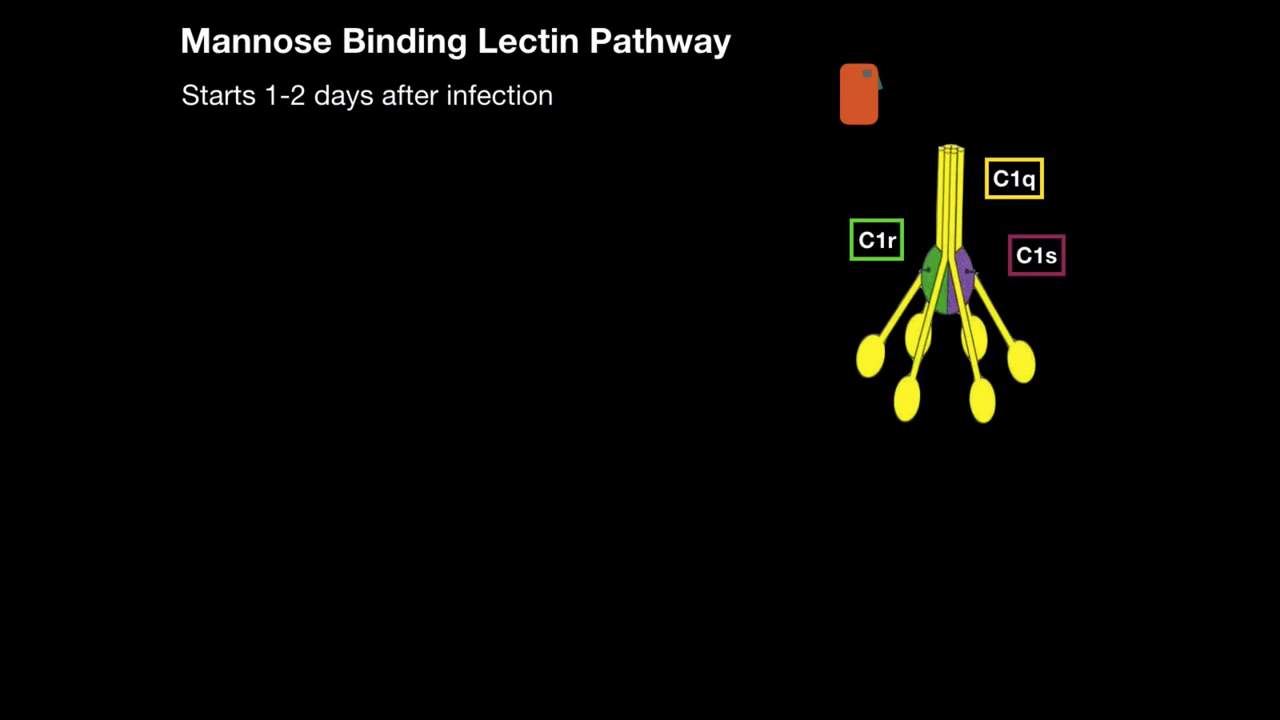 Mannose Binding Lectin Pathway
Starts 1-2 days after infection
C1q
C1r
C1s